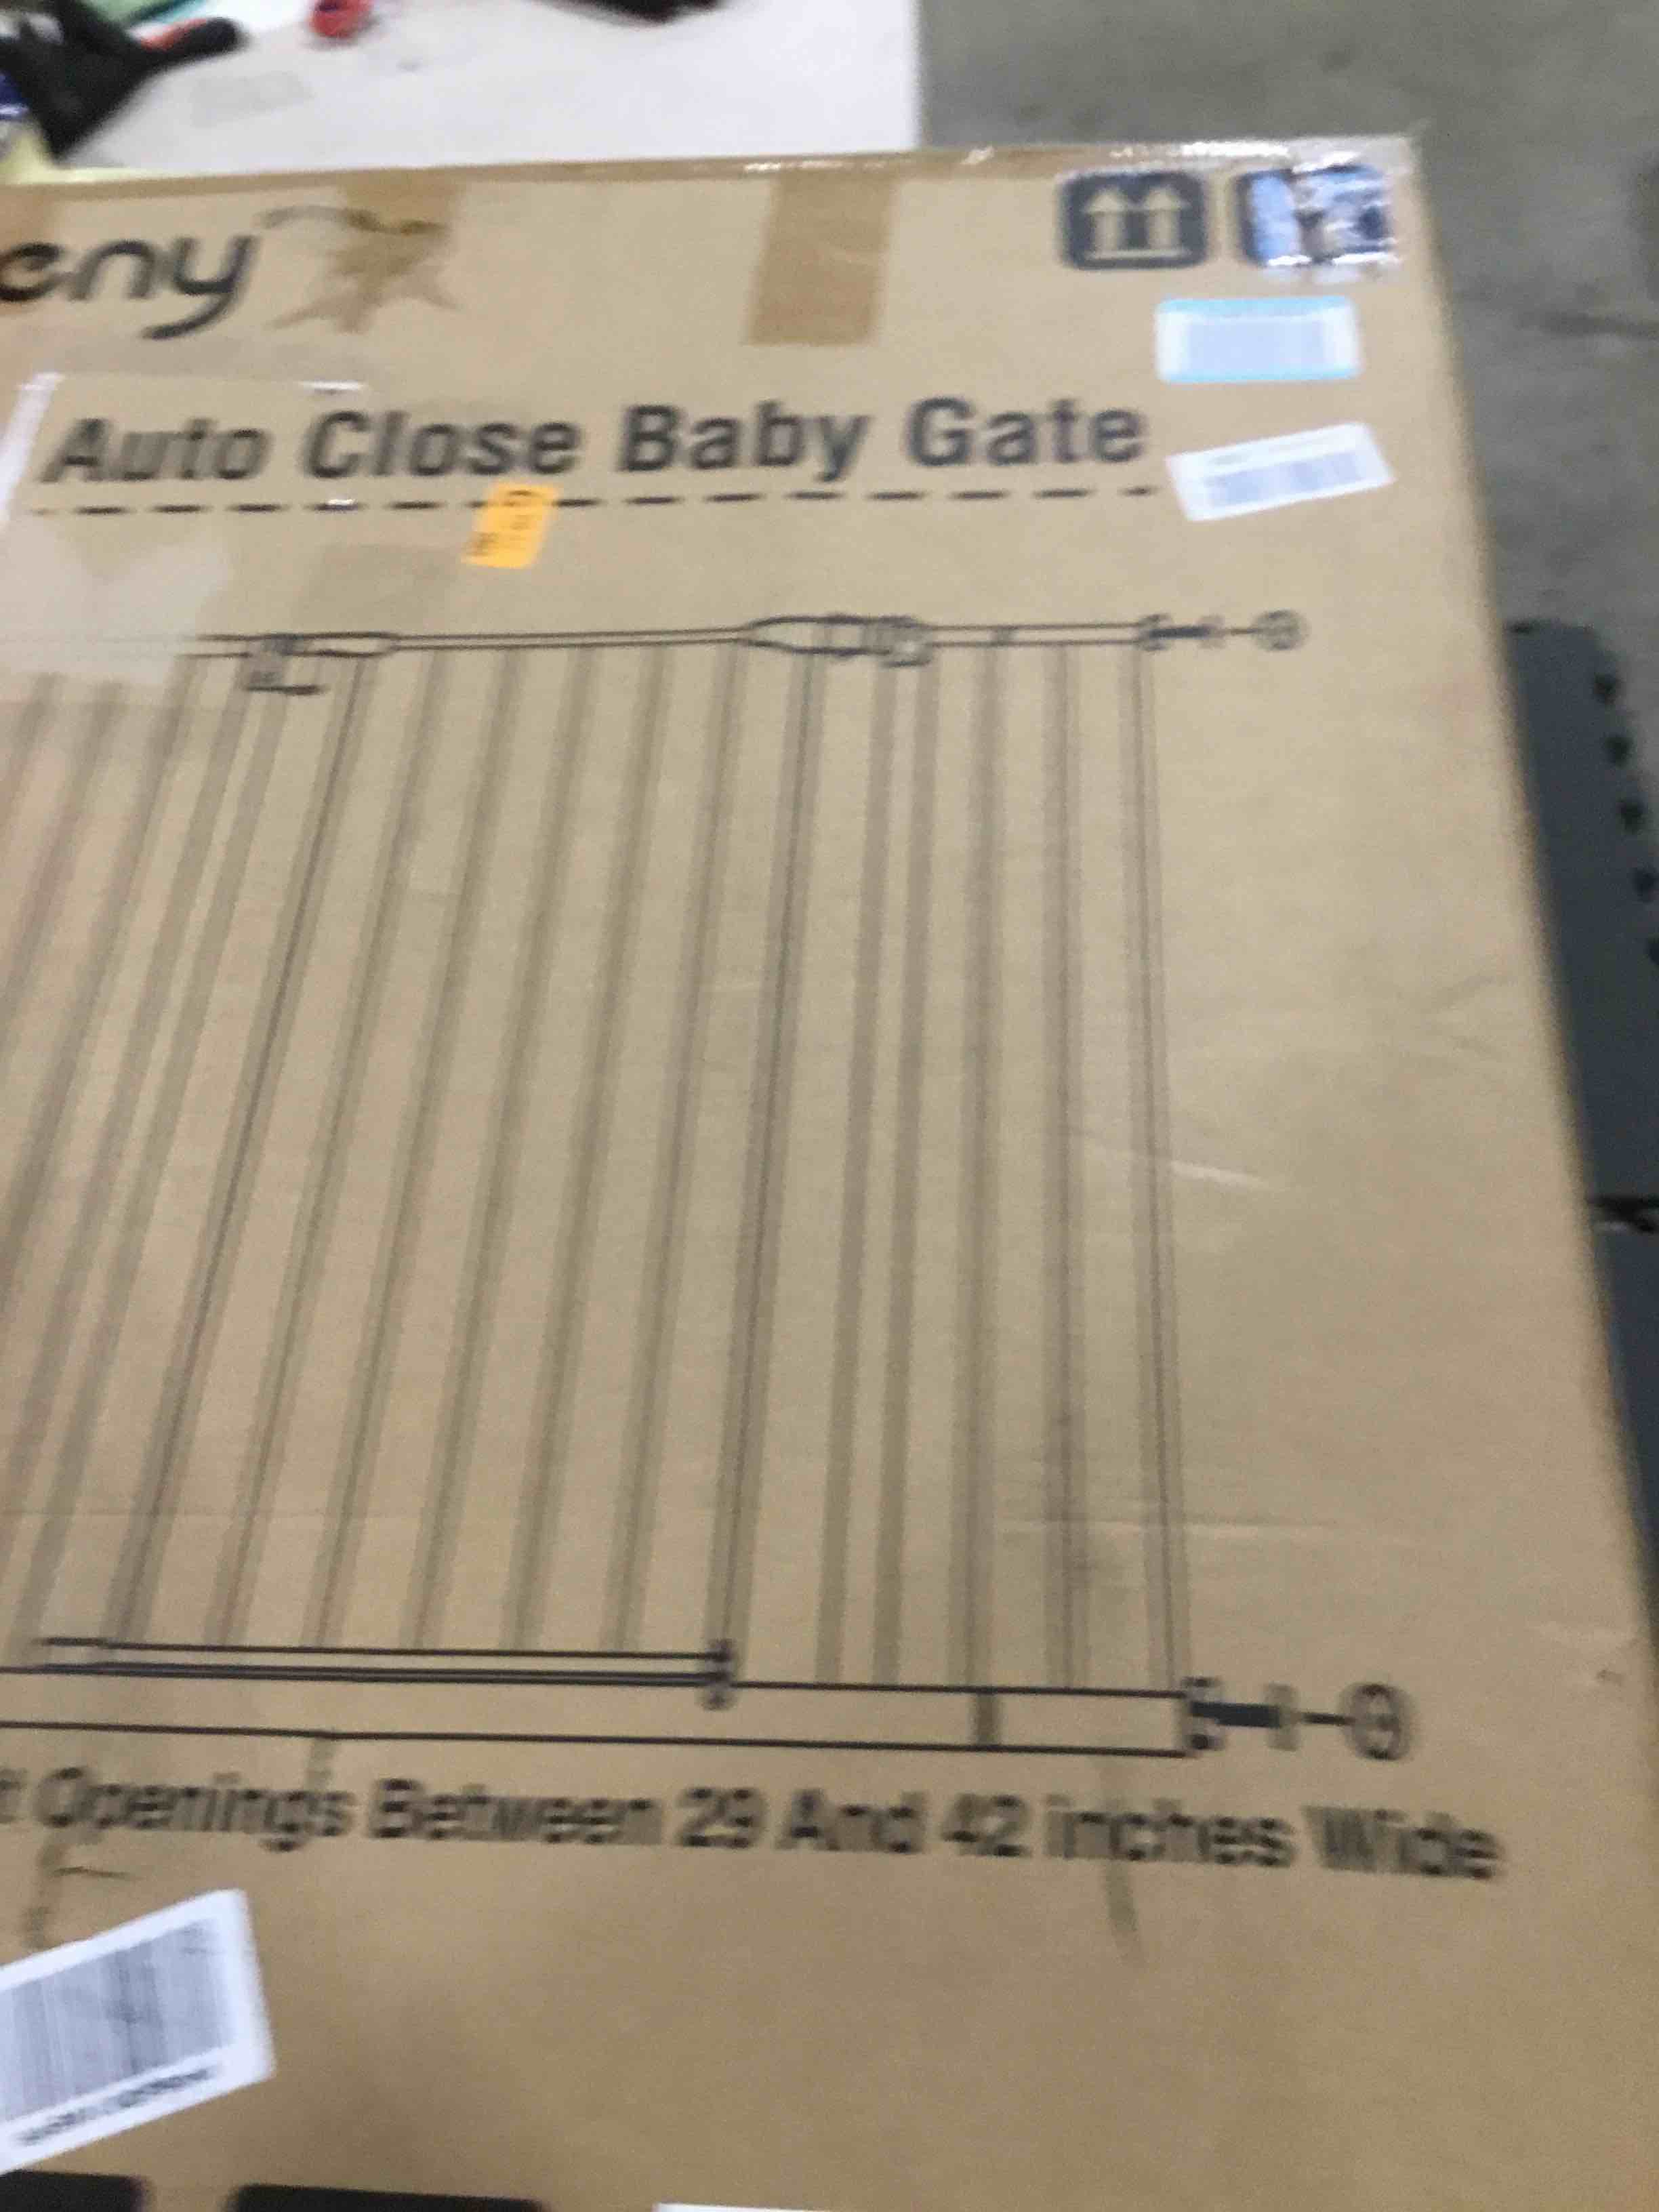 eny
Auto Close Baby Gate
t Openings Between 29 And 42 inches Wide